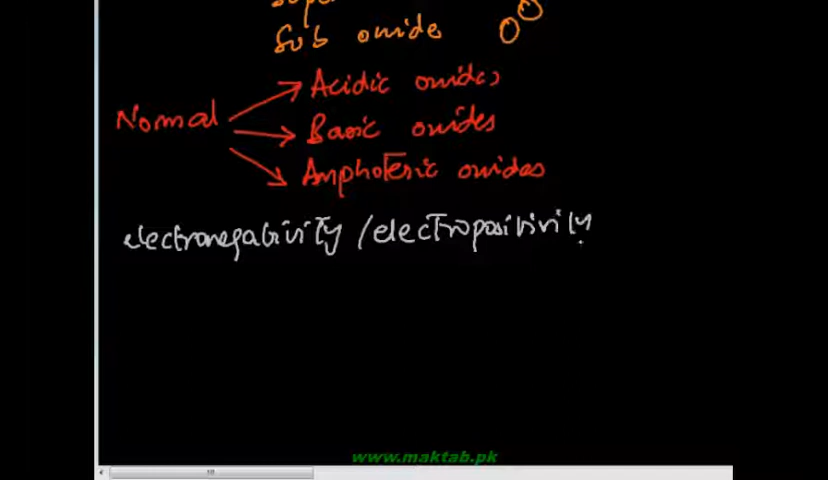 Sub oxide
Normal
Acidic oxides
Basic oxides
Amphoteric oxides
electronegativity / electropositivity
www.maktab.pk